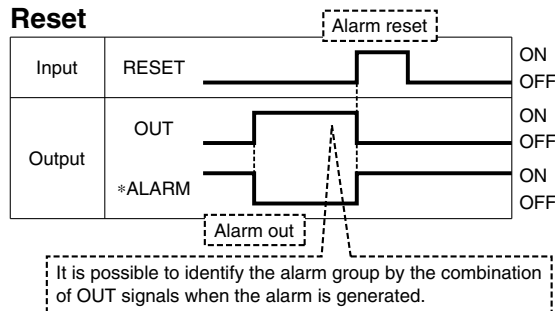 Reset
Alarm reset
Input
RESET
ON
OFF
Output
OUT
ON
OFF
*ALARM
ON
OFF
Alarm out
It is possible to identify the alarm group by the combination
of OUT signals when the alarm is generated.